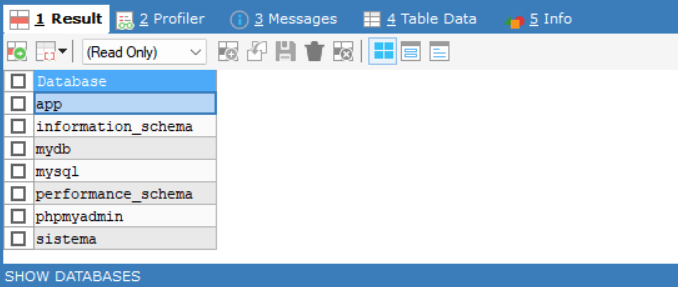 1 Result 2 Profiler 3 Messages 4 Table Data 5 Info
(Read Only)
Database
app
information_schema
mydb
mysql
performance_schema
phpmyadmin
sistema
SHOW DATABASES